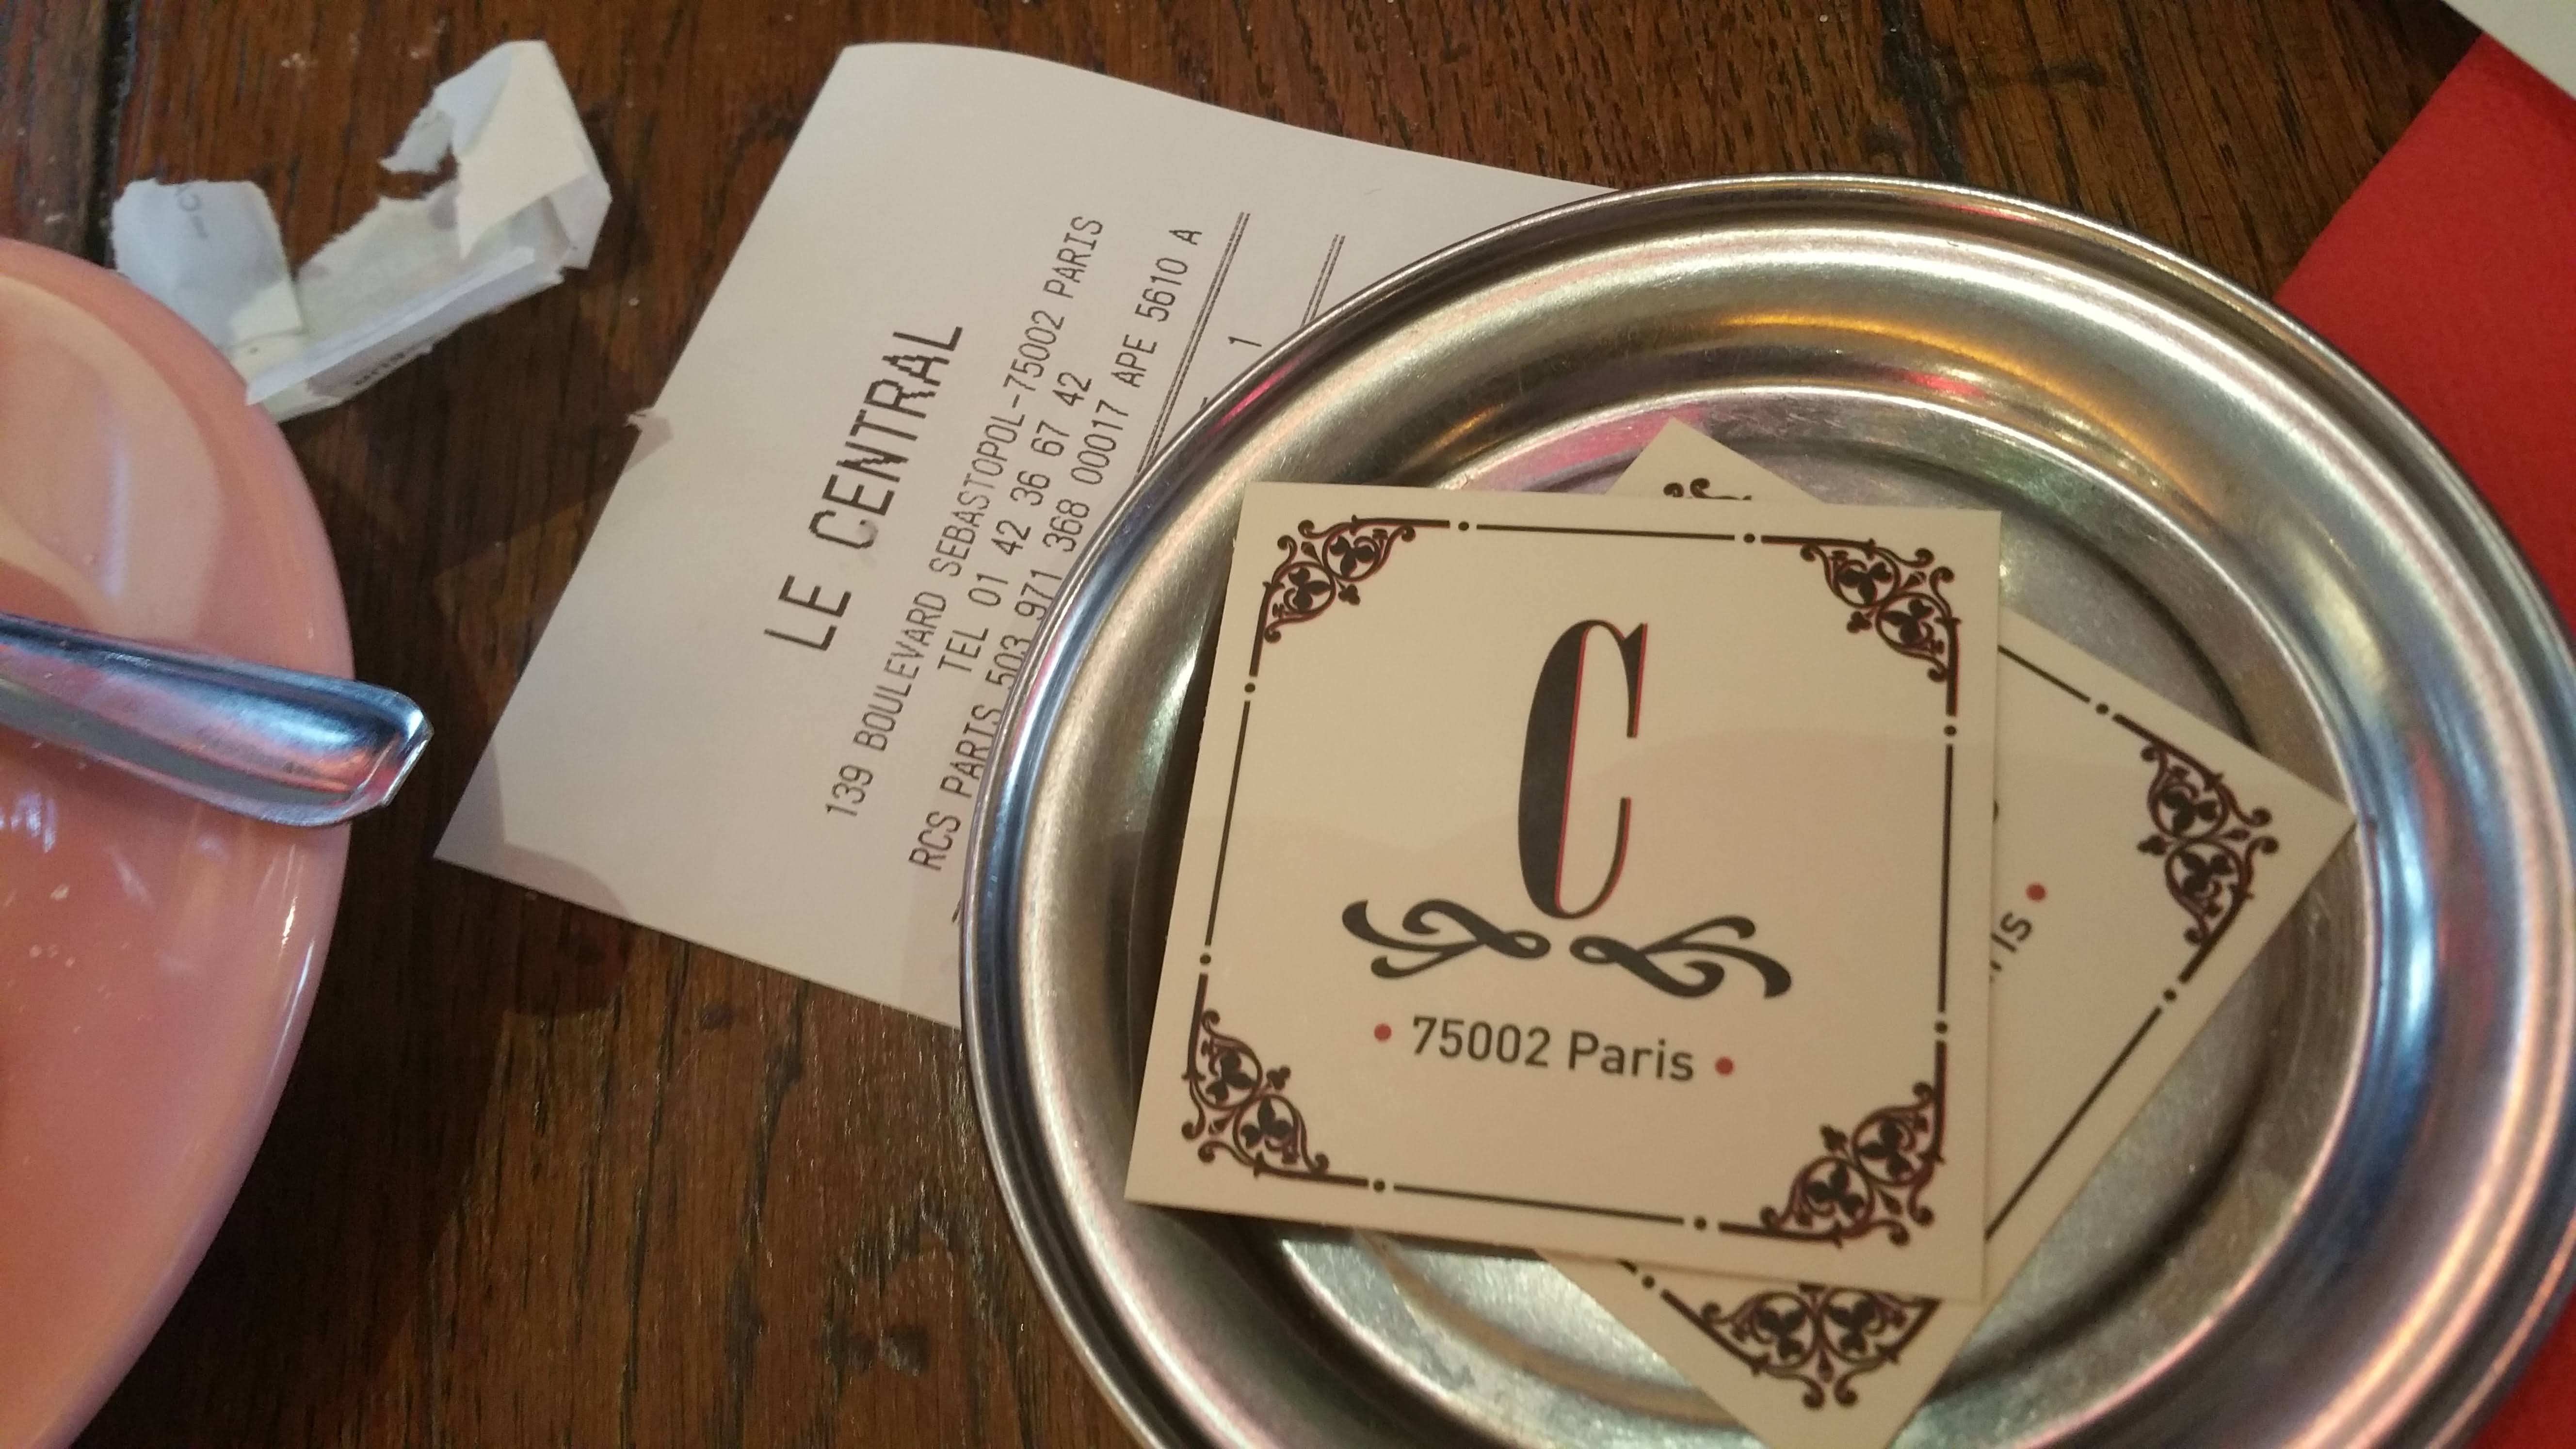 LE CENTRAL
139 BOULEVARD SEBASTOPOL-75002 PARIS
TEL 01 42 36 67 42
RCS PARIS 503 971 368 00017 APE 5610 A
1
C
• 75002 Paris •